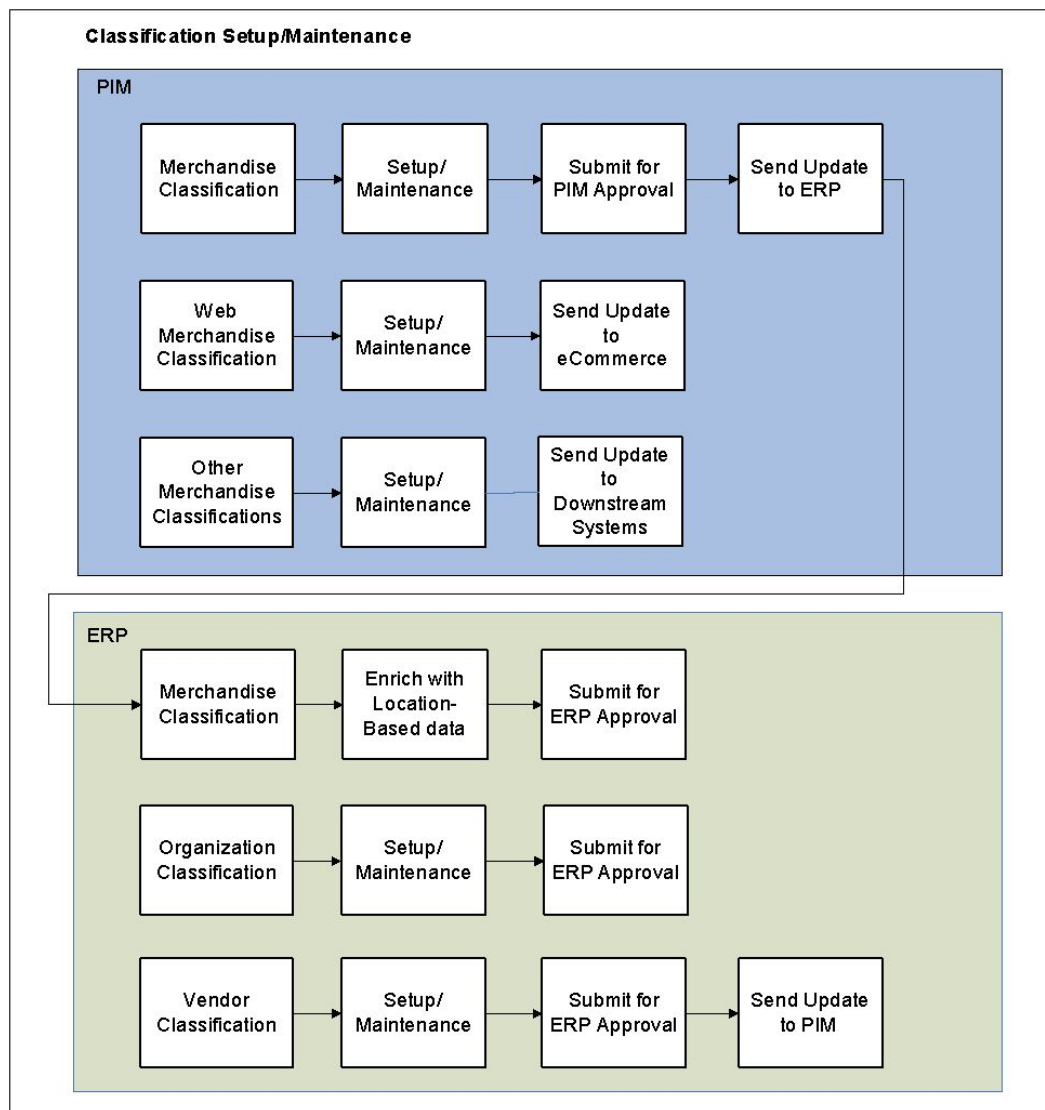 Classification Setup/Maintenance
PIM
Merchandise
Classification
Setup/
Maintenance
Submit for
PIM Approval
Send Update
to ERP
Web
Merchandise
Classification
Setup/
Maintenance
Send Update
to
eCommerce
Other
Merchandise
Classifications
Setup/
Maintenance
Send Update
to
Downstream
Systems
ERP
Merchandise
Classification
Enrich with
Location-
Based data
Submit for
ERP Approval
Organization
Classification
Setup/
Maintenance
Submit for
ERP Approval
Vendor
Classification
Setup/
Maintenance
Submit for
ERP Approval
Send Update
to PIM